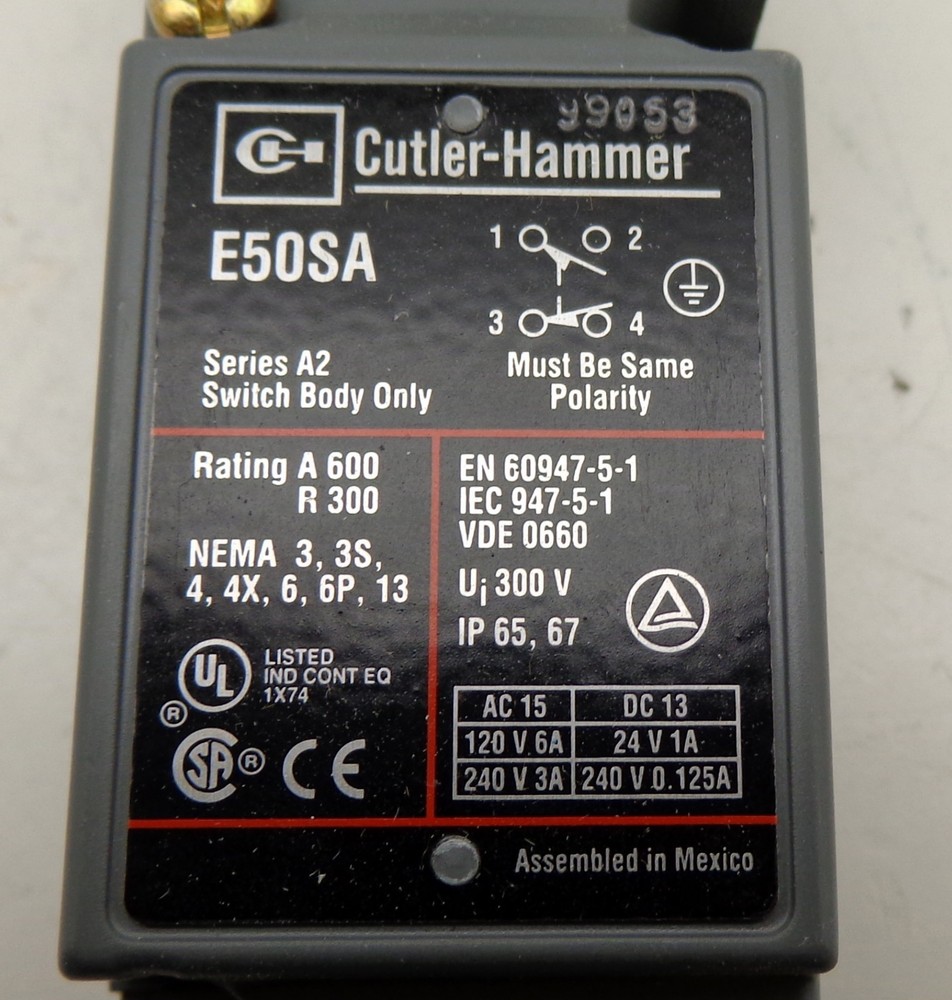 Cutler-Hammer
E50SA
1 2
3 4
Series A2
Switch Body Only
Must Be Same
Polarity
Rating A 600
R 300
NEMA 3, 3S,
4, 4X, 6, 6P, 13
UL ®
LISTED
IND CONT EQ
1X74
SA ® CE
EN 60947-5-1
IEC 947-5-1
VDE 0660
Ui 300 V
IP 65, 67
AC 15 DC 13
120 V 6A 24 V 1A
240 V 3A 240 V 0.125A
Assembled in Mexico